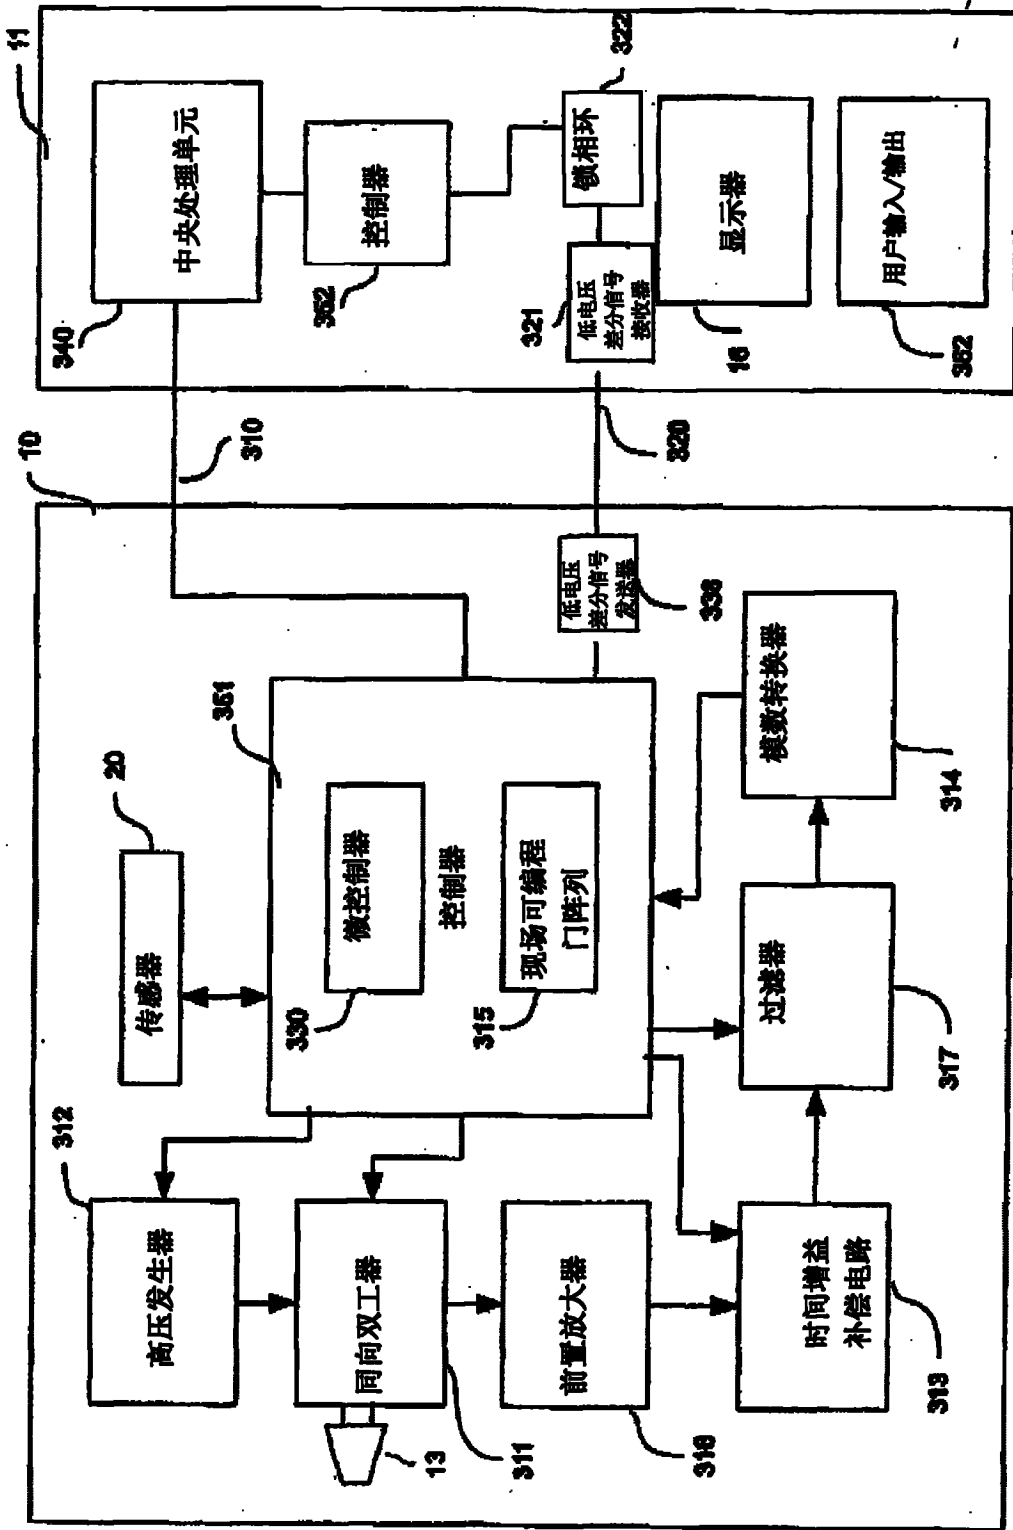 10
11
高压发生器
312
传感器
20
361
310
中央处理单元
340
同向双工器
311
13
微控制器
330
控制器
控制器
352
前置放大器
318
现场可编程
门阵列
315
低电压
差分信号
发送器
336
320
低电压
差分信号
接收器
321
锁相环
322
时间增益
补偿电路
313
过滤器
317
模数转换器
314
显示器
16
用户输入/输出
362